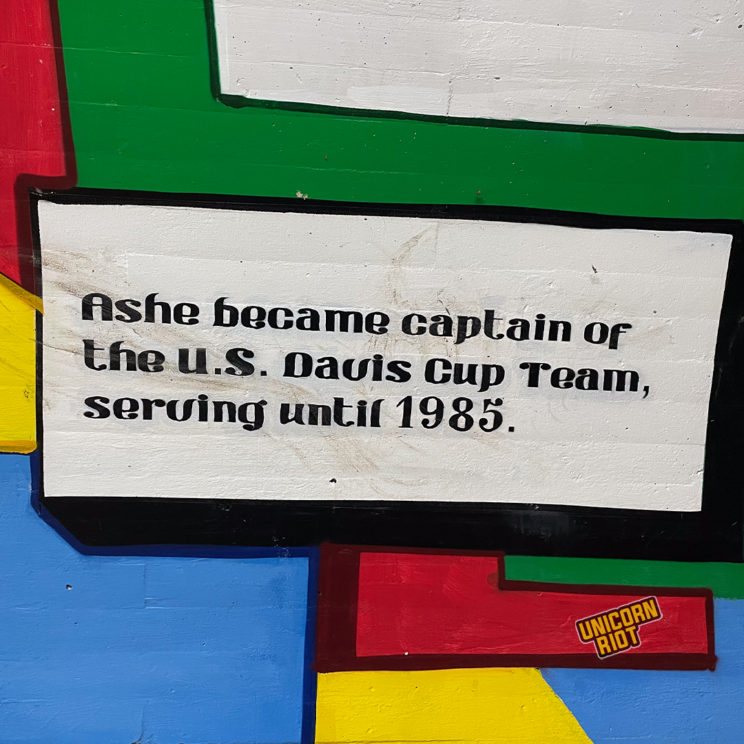 Ashe became captain of
the U.S. Davis Cup Team,
serving until 1985.
UNICORN
RIOT